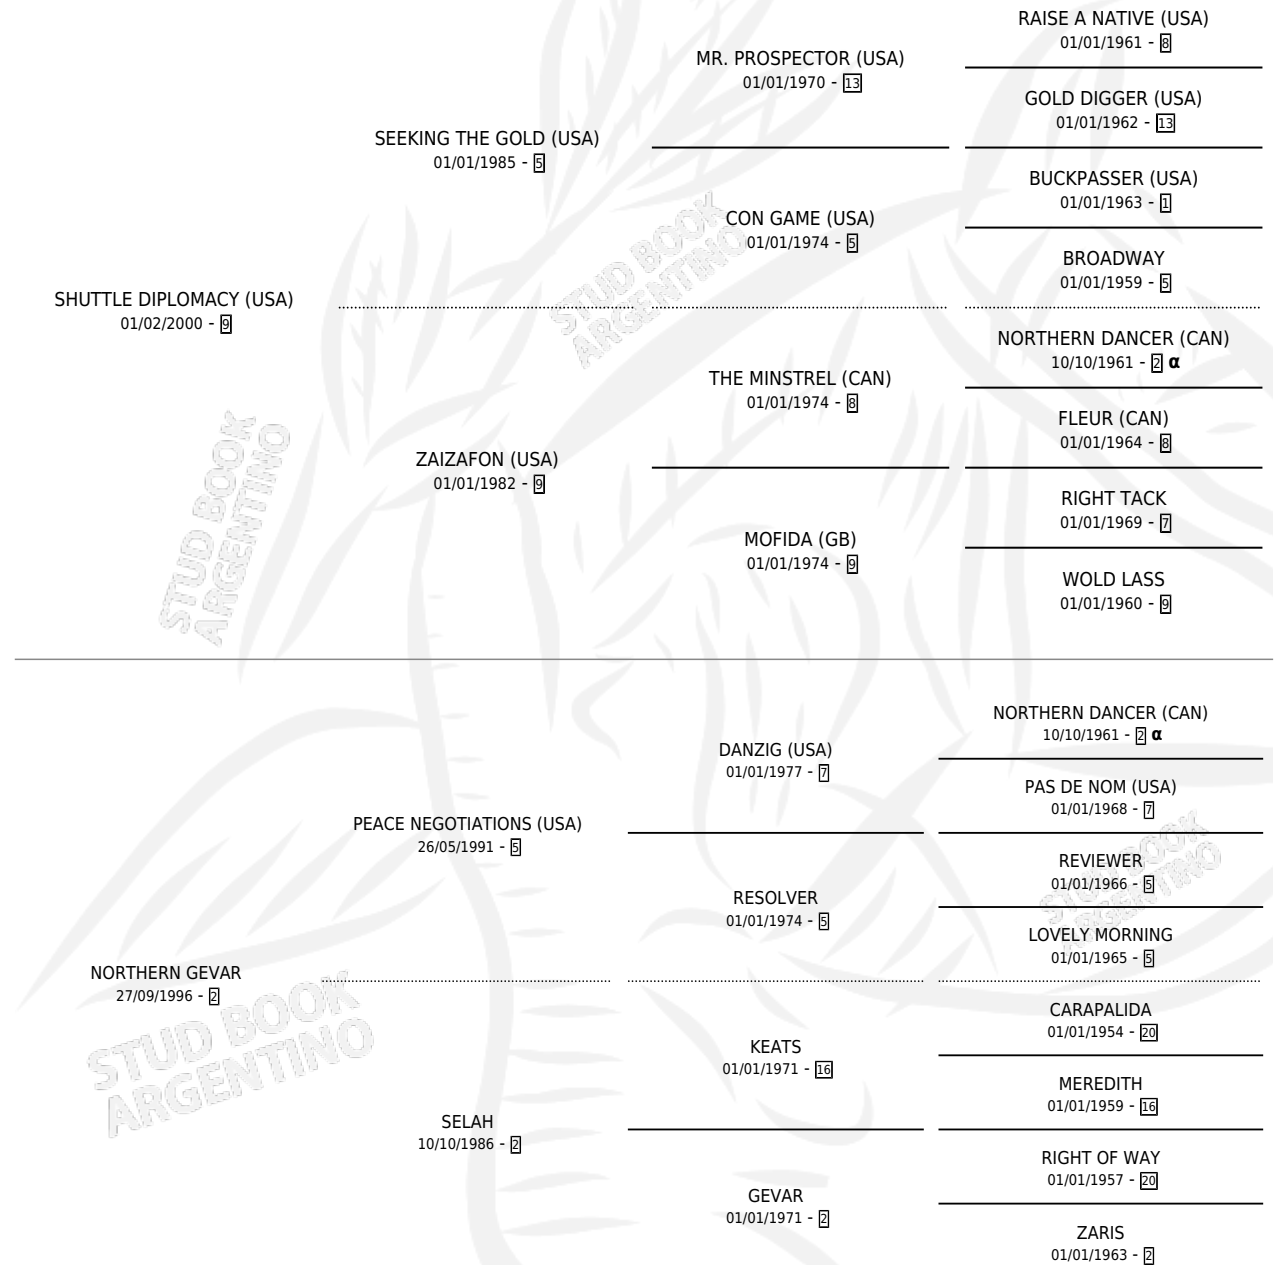 RAISE A NATIVE (USA)
01/01/1961 - 8
MR. PROSPECTOR (USA)
01/01/1970 - 13
GOLD DIGGER (USA)
01/01/1962 - 13
SEEKING THE GOLD (USA)
01/01/1985 - 5
BUCKPASSER (USA)
01/01/1963 - 1
CON GAME (USA)
01/01/1974 - 5
BROADWAY
01/01/1959 - 5
SHUTTLE DIPLOMACY (USA)
01/02/2000 - 9
NORTHERN DANCER (CAN)
10/10/1961 - 2 α
THE MINSTREL (CAN)
01/01/1974 - 8
FLEUR (CAN)
01/01/1964 - 8
ZAIZAFON (USA)
01/01/1982 - 9
RIGHT TACK
01/01/1969 - 7
MOFIDA (GB)
01/01/1974 - 9
WOLD LASS
01/01/1960 - 9
NORTHERN DANCER (CAN)
10/10/1961 - 2 α
DANZIG (USA)
01/01/1977 - 7
PAS DE NOM (USA)
01/01/1968 - 7
PEACE NEGOTIATIONS (USA)
26/05/1991 - 5
REVIEWER
01/01/1966 - 5
RESOLVER
01/01/1974 - 5
LOVELY MORNING
01/01/1965 - 5
NORTHERN GEVAR
27/09/1996 - 2
CARAPALIDA
01/01/1954 - 20
KEATS
01/01/1971 - 16
MEREDITH
01/01/1959 - 16
SELAH
10/10/1986 - 2
RIGHT OF WAY
01/01/1957 - 20
GEVAR
01/01/1971 - 2
ZARIS
01/01/1963 - 2
STUD BOOK
ARGENTINO
STUD BOOK
ARGENTINO
STUD BOOK
ARGENTINO
STUD BOOK
ARGENTINO